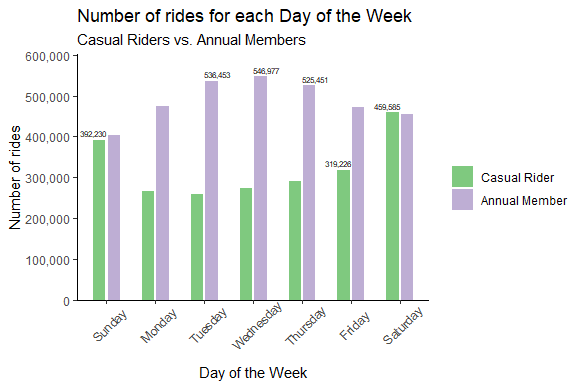 Number of rides for each Day of the Week
Casual Riders vs. Annual Members
600,000
500,000
400,000
300,000
200,000
100,000
0
Number of rides
392,230
536,453
546,977
525,451
319,226
459,585
Sunday
Monday
Tuesday
Wednesday
Thursday
Friday
Saturday
Day of the Week
Casual Rider
Annual Member